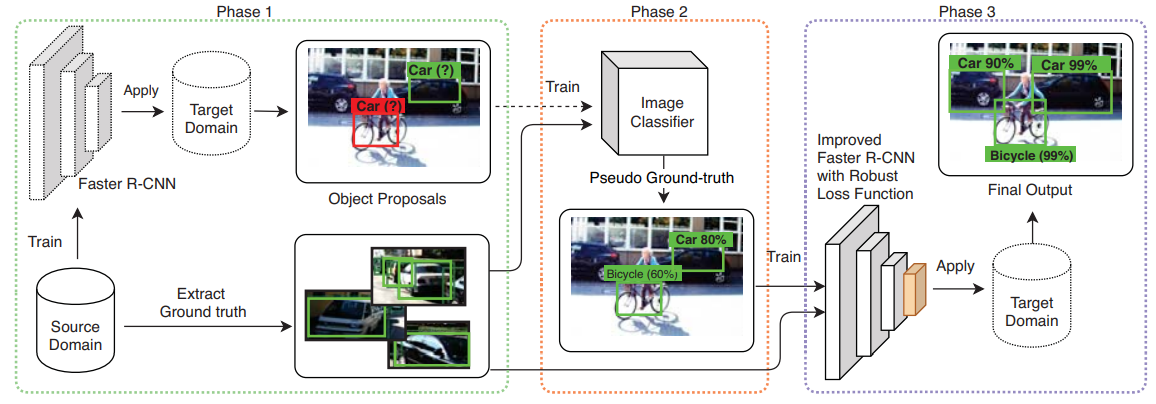 Phase 1
Phase 2
Phase 3
Apply
Target
Domain
Faster R-CNN
Car (?)
Car (?)
Object Proposals
Train
Source
Domain
Extract
Ground truth
Train
Image
Classifier
Pseudo Ground-truth
Car 80%
Bicycle (60%)
Train
Improved
Faster R-CNN
with Robust
Loss Function
Apply
Target
Domain
Car 90%
Car 99%
Bicycle (99%)
Final Output